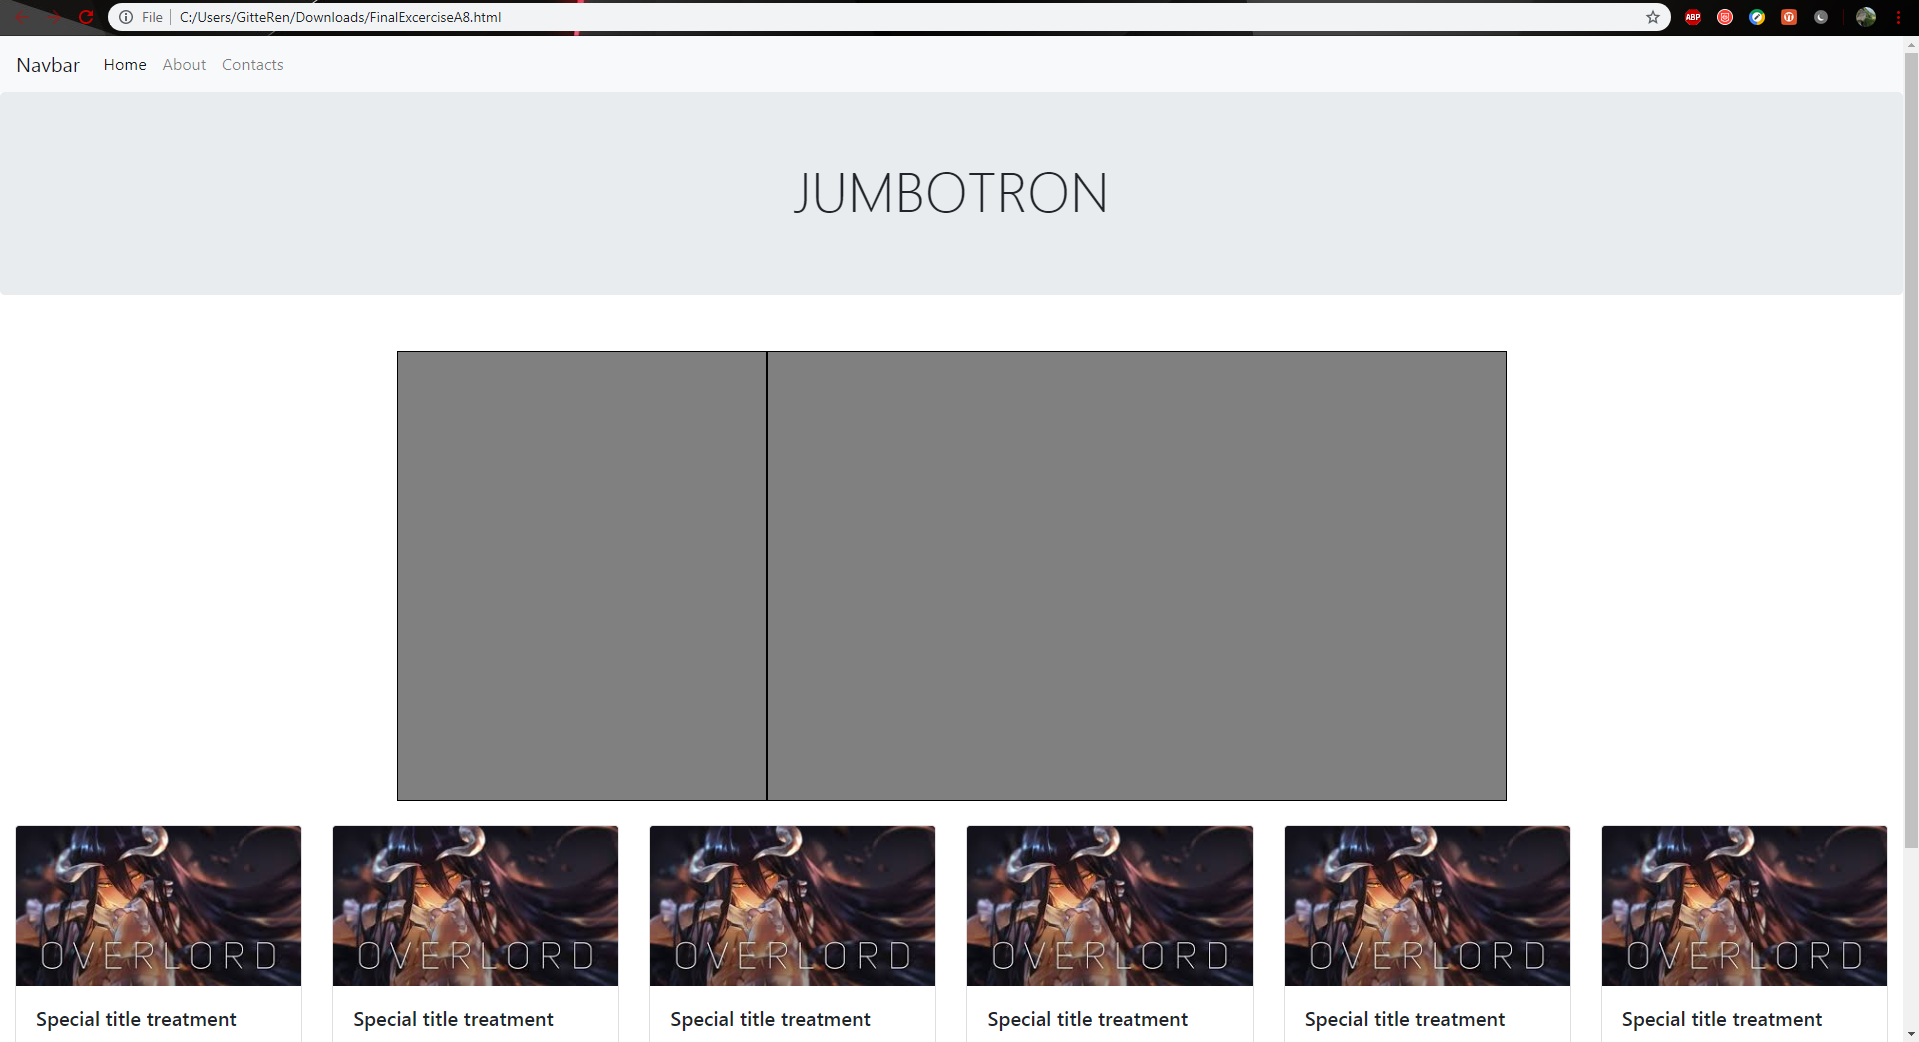 File C:/Users/GitteRen/Downloads/FinalExcerciseA8.html
ABP
Navbar Home About Contacts
JUMBOTRON
OVERLORD OVERLORD OVERLORD OVERLORD OVERLORD OVERLORD
Special title treatment Special title treatment Special title treatment Special title treatment Special title treatment Special title treatment